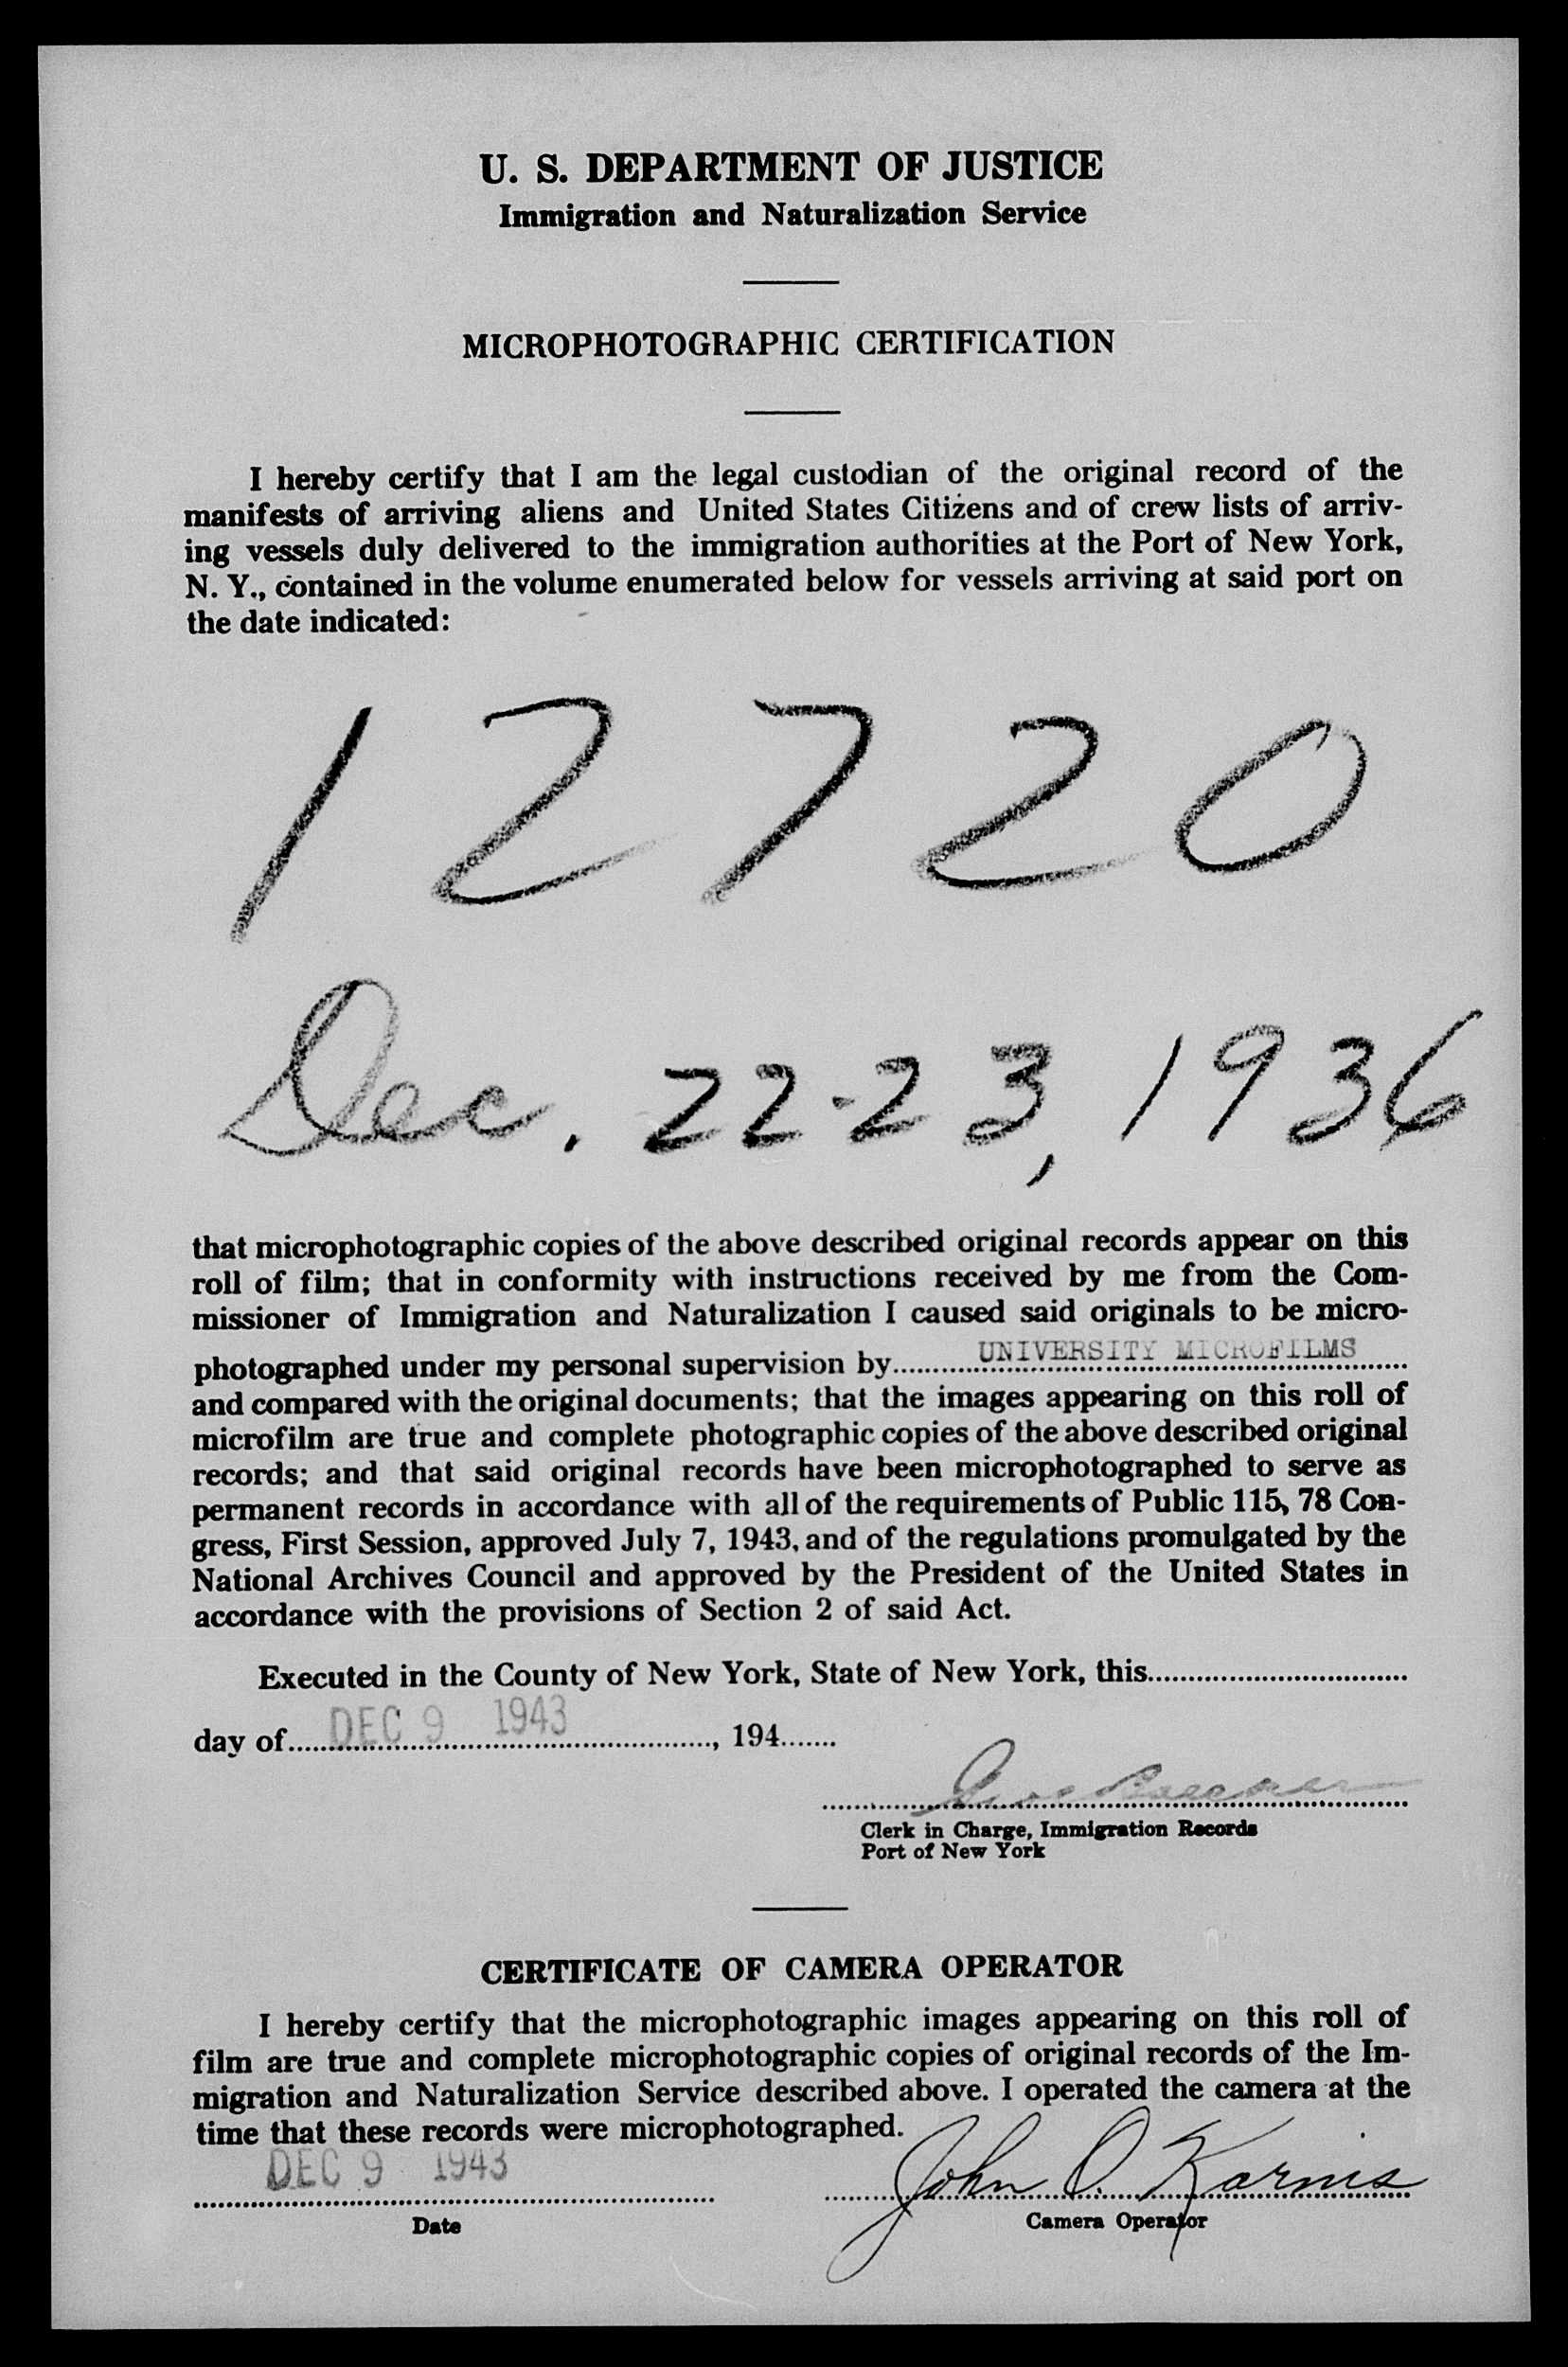 U. S. DEPARTMENT OF JUSTICE
Immigration and Naturalization Service
MICROPHOTOGRAPHIC CERTIFICATION
I hereby certify that I am the legal custodian of the original record of the
manifests of arriving aliens and United States Citizens and of crew lists of arriv-
ing vessels duly delivered to the immigration authorities at the Port of New York,
N. Y., contained in the volume enumerated below for vessels arriving at said port on
the date indicated:
12720
Dec. 22-23, 1936
that microphotographic copies of the above described original records appear on this
roll of film; that in conformity with instructions received by me from the Com-
missioner of Immigration and Naturalization I caused said originals to be micro-
photographed under my personal supervision by UNIVERSITY MICROFILMS
and compared with the original documents; that the images appearing on this roll of
microfilm are true and complete photographic copies of the above described original
records; and that said original records have been microphotographed to serve as
permanent records in accordance with all of the requirements of Public 115, 78 Con-
gress, First Session, approved July 7, 1943, and of the regulations promulgated by the
National Archives Council and approved by the President of the United States in
accordance with the provisions of Section 2 of said Act.
Executed in the County of New York, State of New York, this
day of DEC 9 1943, 194
Clerk in Charge, Immigration Records
Port of New York
CERTIFICATE OF CAMERA OPERATOR
I hereby certify that the microphotographic images appearing on this roll of
film are true and complete microphotographic copies of original records of the Im-
migration and Naturalization Service described above. I operated the camera at the
time that these records were microphotographed.
DEC 9 1943 John O. Karnis
Date Camera Operator